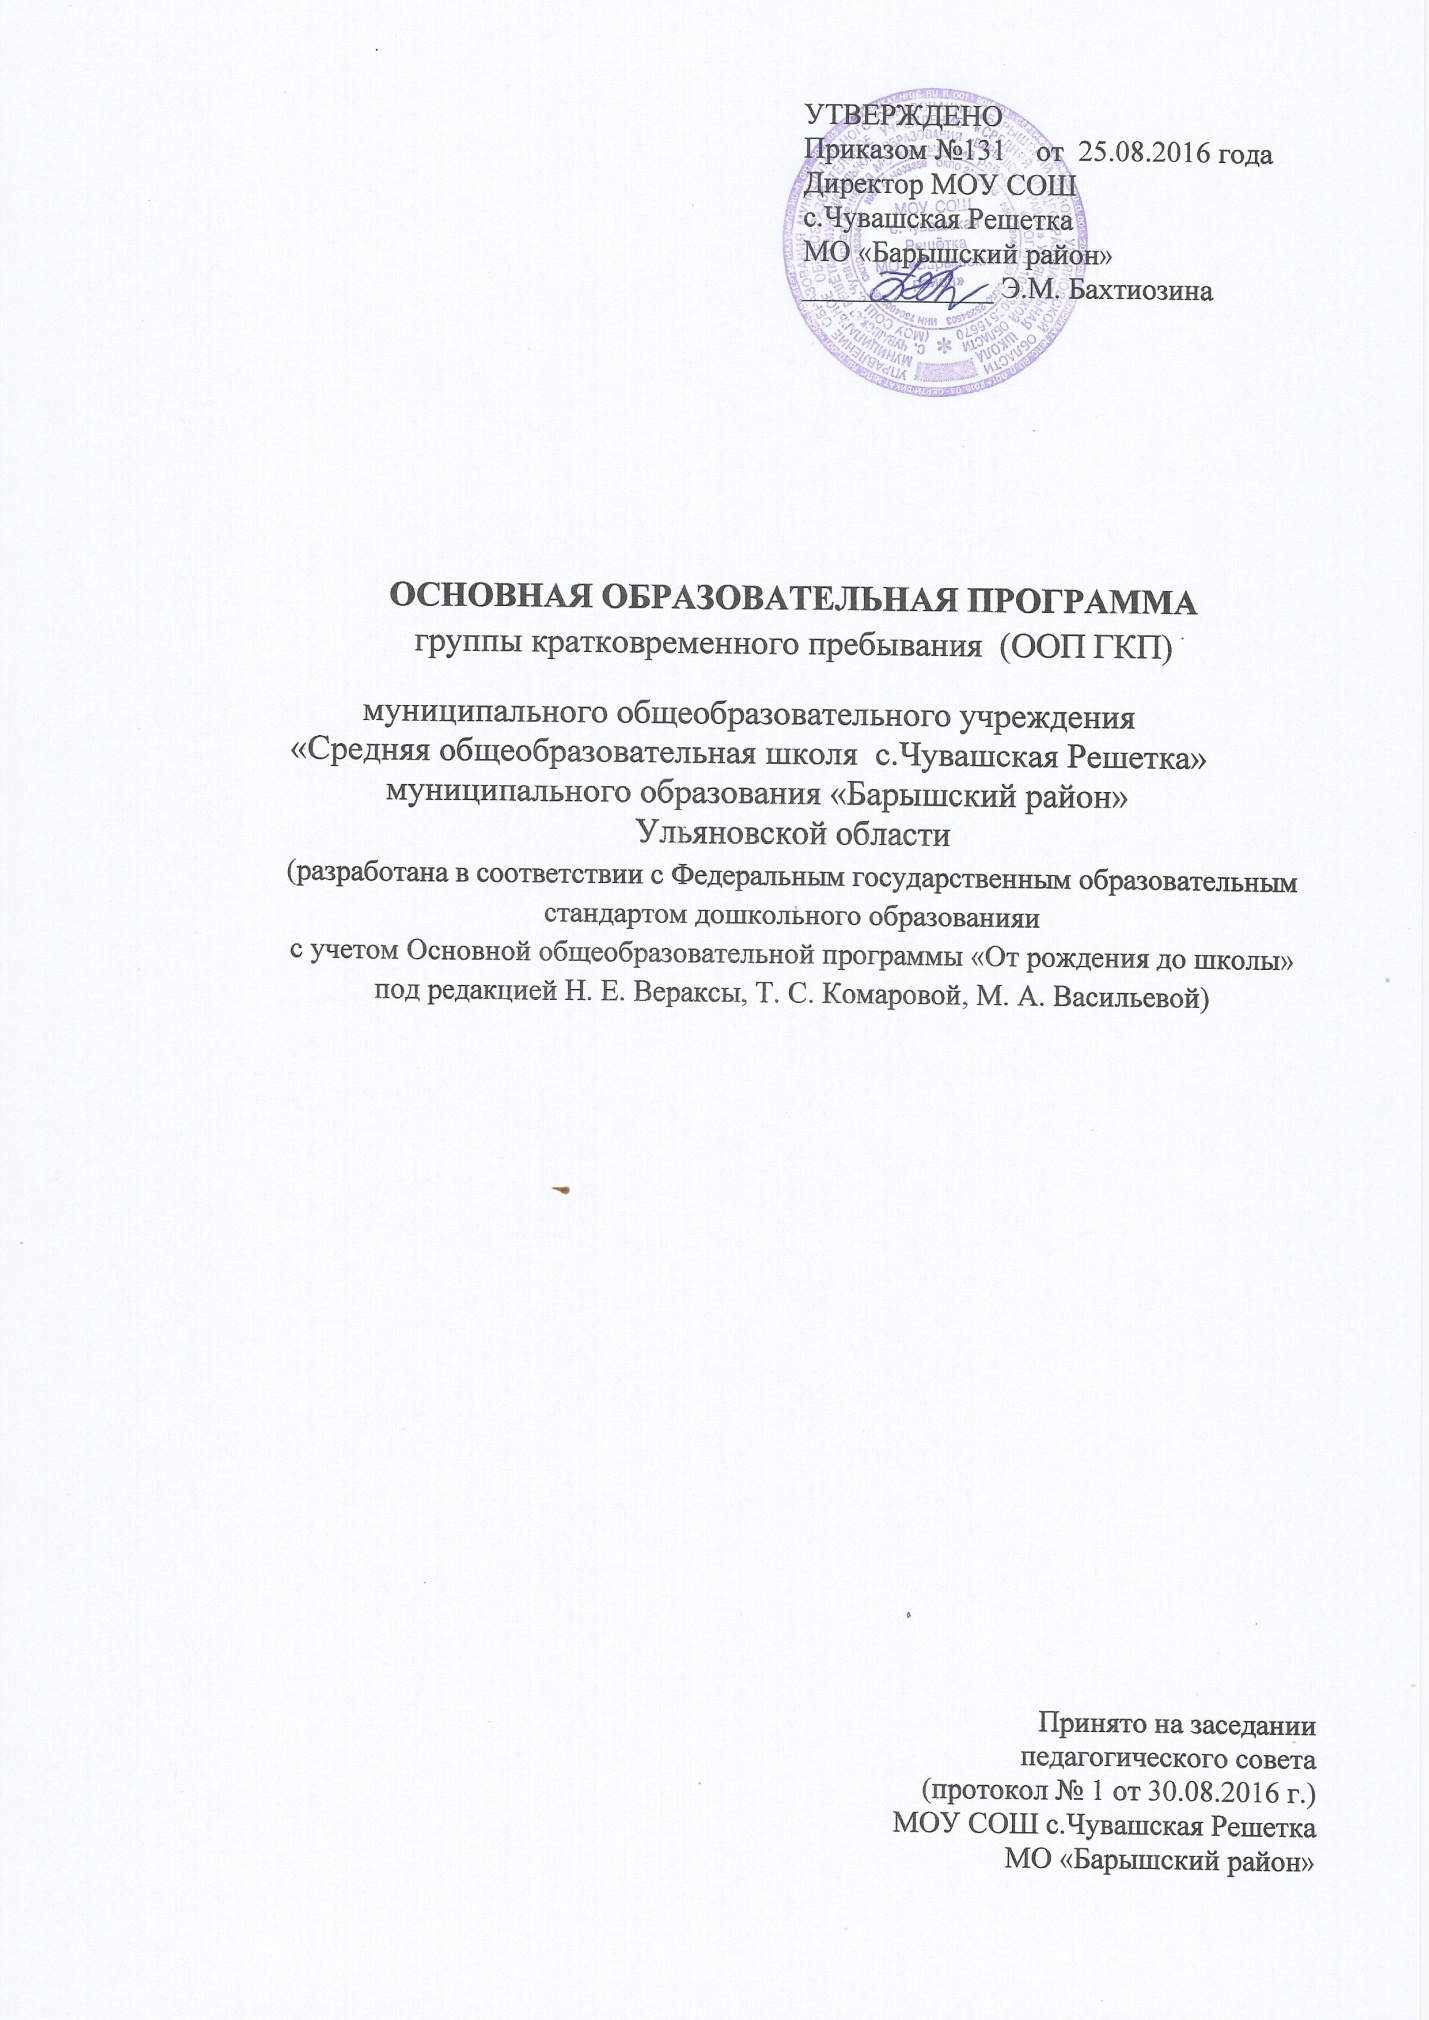 УТВЕРЖДЕНО
Приказом №131 от 25.08.2016 года
Директор МОУ СОШ
с.Чувашская Решетка
МО «Барышский район»
Э.М. Бахтиозина
ОСНОВНАЯ ОБРАЗОВАТЕЛЬНАЯ ПРОГРАММА
группы кратковременного пребывания (ООП ГКП)
муниципального общеобразовательного учреждения
«Средняя общеобразовательная школя с.Чувашская Решетка»
муниципального образования «Барышский район»
Ульяновской области
(разработана в соответствии с Федеральным государственным образовательным
стандартом дошкольного образованияи
с учетом Основной общеобразовательной программы «От рождения до школы»
под редакцией Н. Е. Вераксы, Т. С. Комаровой, М. А. Васильевой)
Принято на заседании
педагогического совета
(протокол № 1 от 30.08.2016 г.)
МОУ СОШ с.Чувашская Решетка
МО «Барышский район»